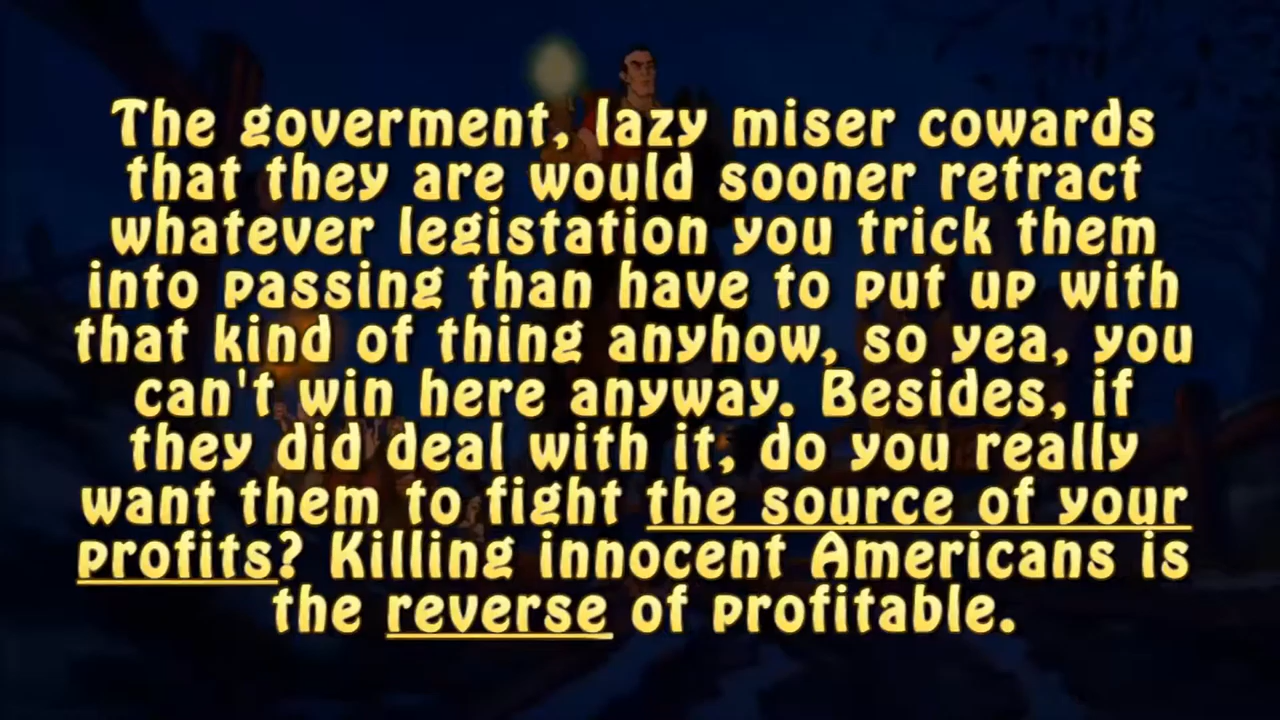 The goverment, lazy miser cowards
that they are would sooner retract
whatever legistation you trick them
into passing than have to put up with
that kind of thing anyhow, so yea, you
can't win here anyway. Besides, if
they did deal with it, do you really
want them to fight the source of your
profits? Killing innocent Americans is
the reverse of profitable.